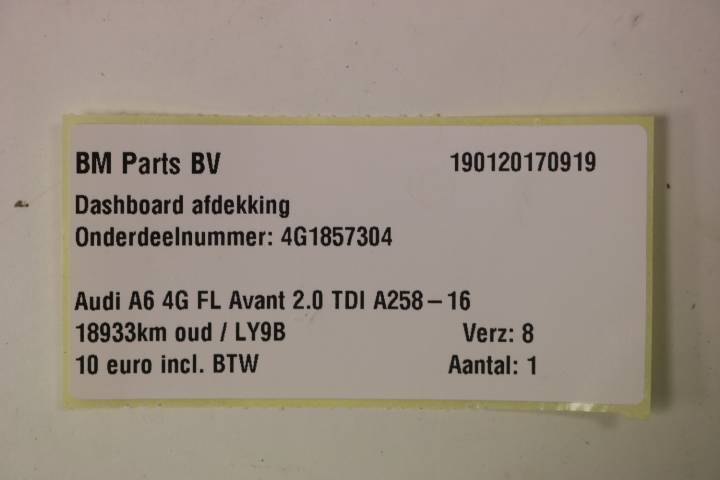 BM Parts BV 190120170919
Dashboard afdekking
Onderdeelnummer: 4G1857304
Audi A6 4G FL Avant 2.0 TDI A258-16
18933km oud / LY9B Verz: 8
10 euro incl. BTW Aantal: 1